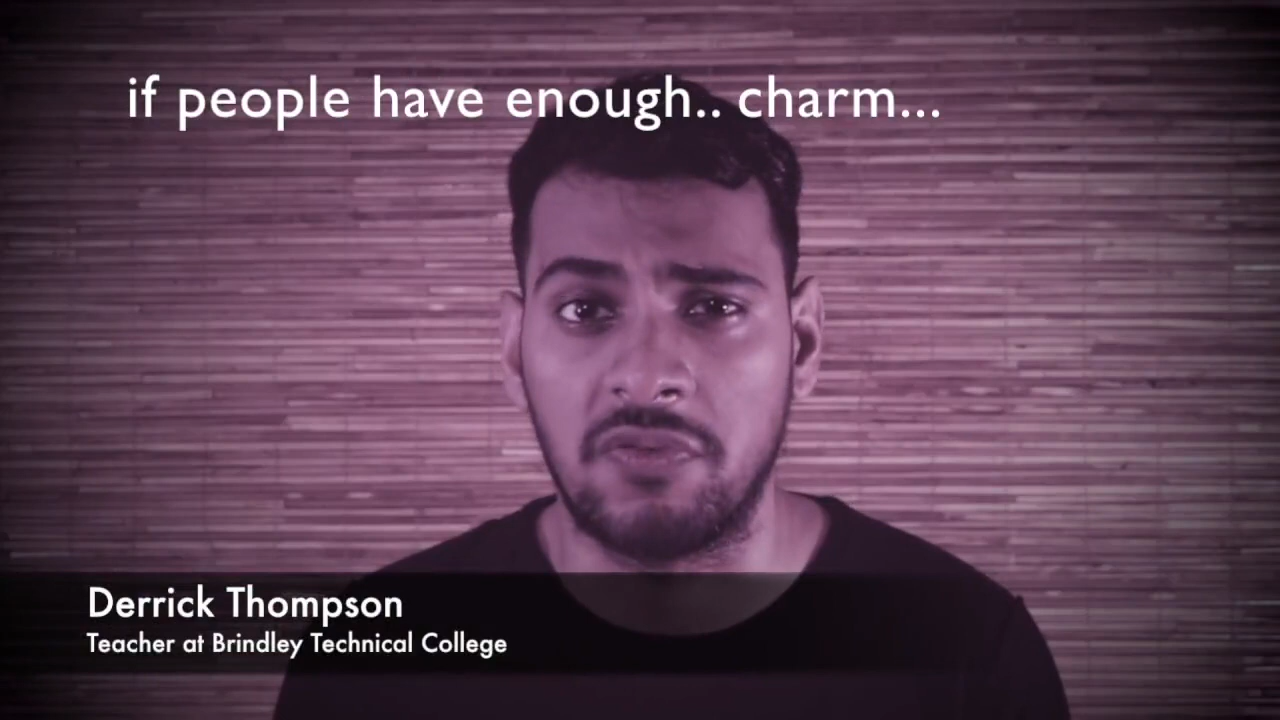 if people have enough.. charm...
Derrick Thompson
Teacher at Brindley Technical College